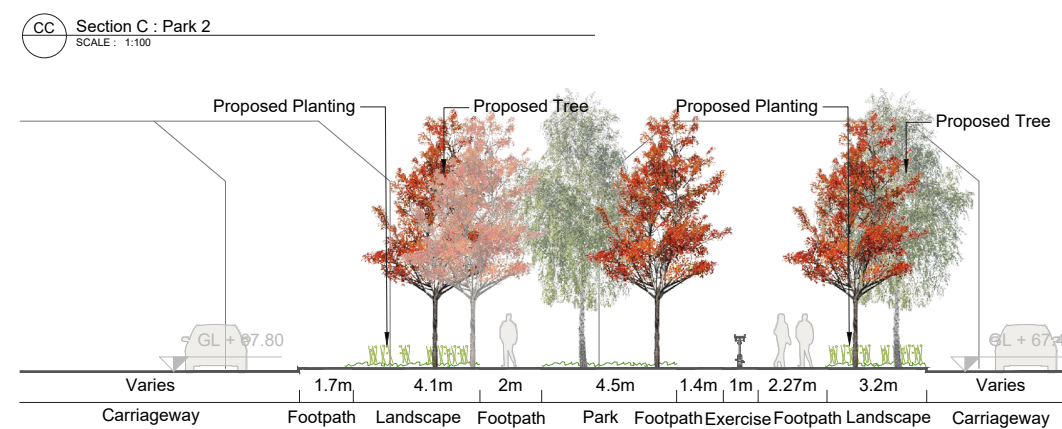 CC
Section C : Park 2
SCALE : 1:100
Proposed Planting
Proposed Tree
Proposed Planting
Proposed Tree
GL + 67.80
Varies 1.7m 4.1m 2m 4.5m 1.4m 1m 2.27m 3.2m Varies
Carriageway Footpath Landscape Footpath Park Footpath Exercise Footpath Landscape Carriageway